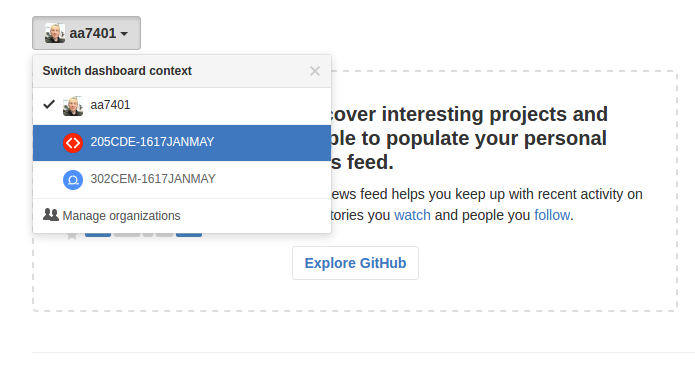 aa7401
Switch dashboard context
aa7401
205CDE-1617JANMAY
302CEM-1617JANMAY
Manage organizations
cover interesting projects and
ble to populate your personal
s feed.
ews feed helps you keep up with recent activity on
tories you watch and people you follow.
Explore GitHub